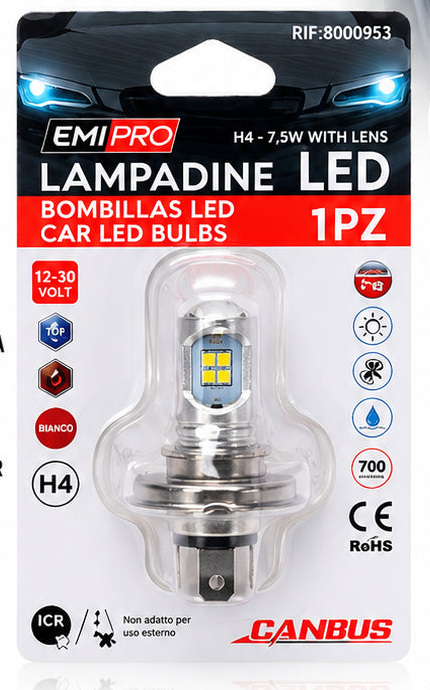 RIF:8000953
EMIPRO
H4 - 7,5W WITH LENS
LAMPADINE LED
BOMBILLAS LED
CAR LED BULBS
1PZ
12-30
VOLT
TOP
BIANCO
H4
700
CE
RoHS
ICR
Non adatto per
uso esterno
CANBUS